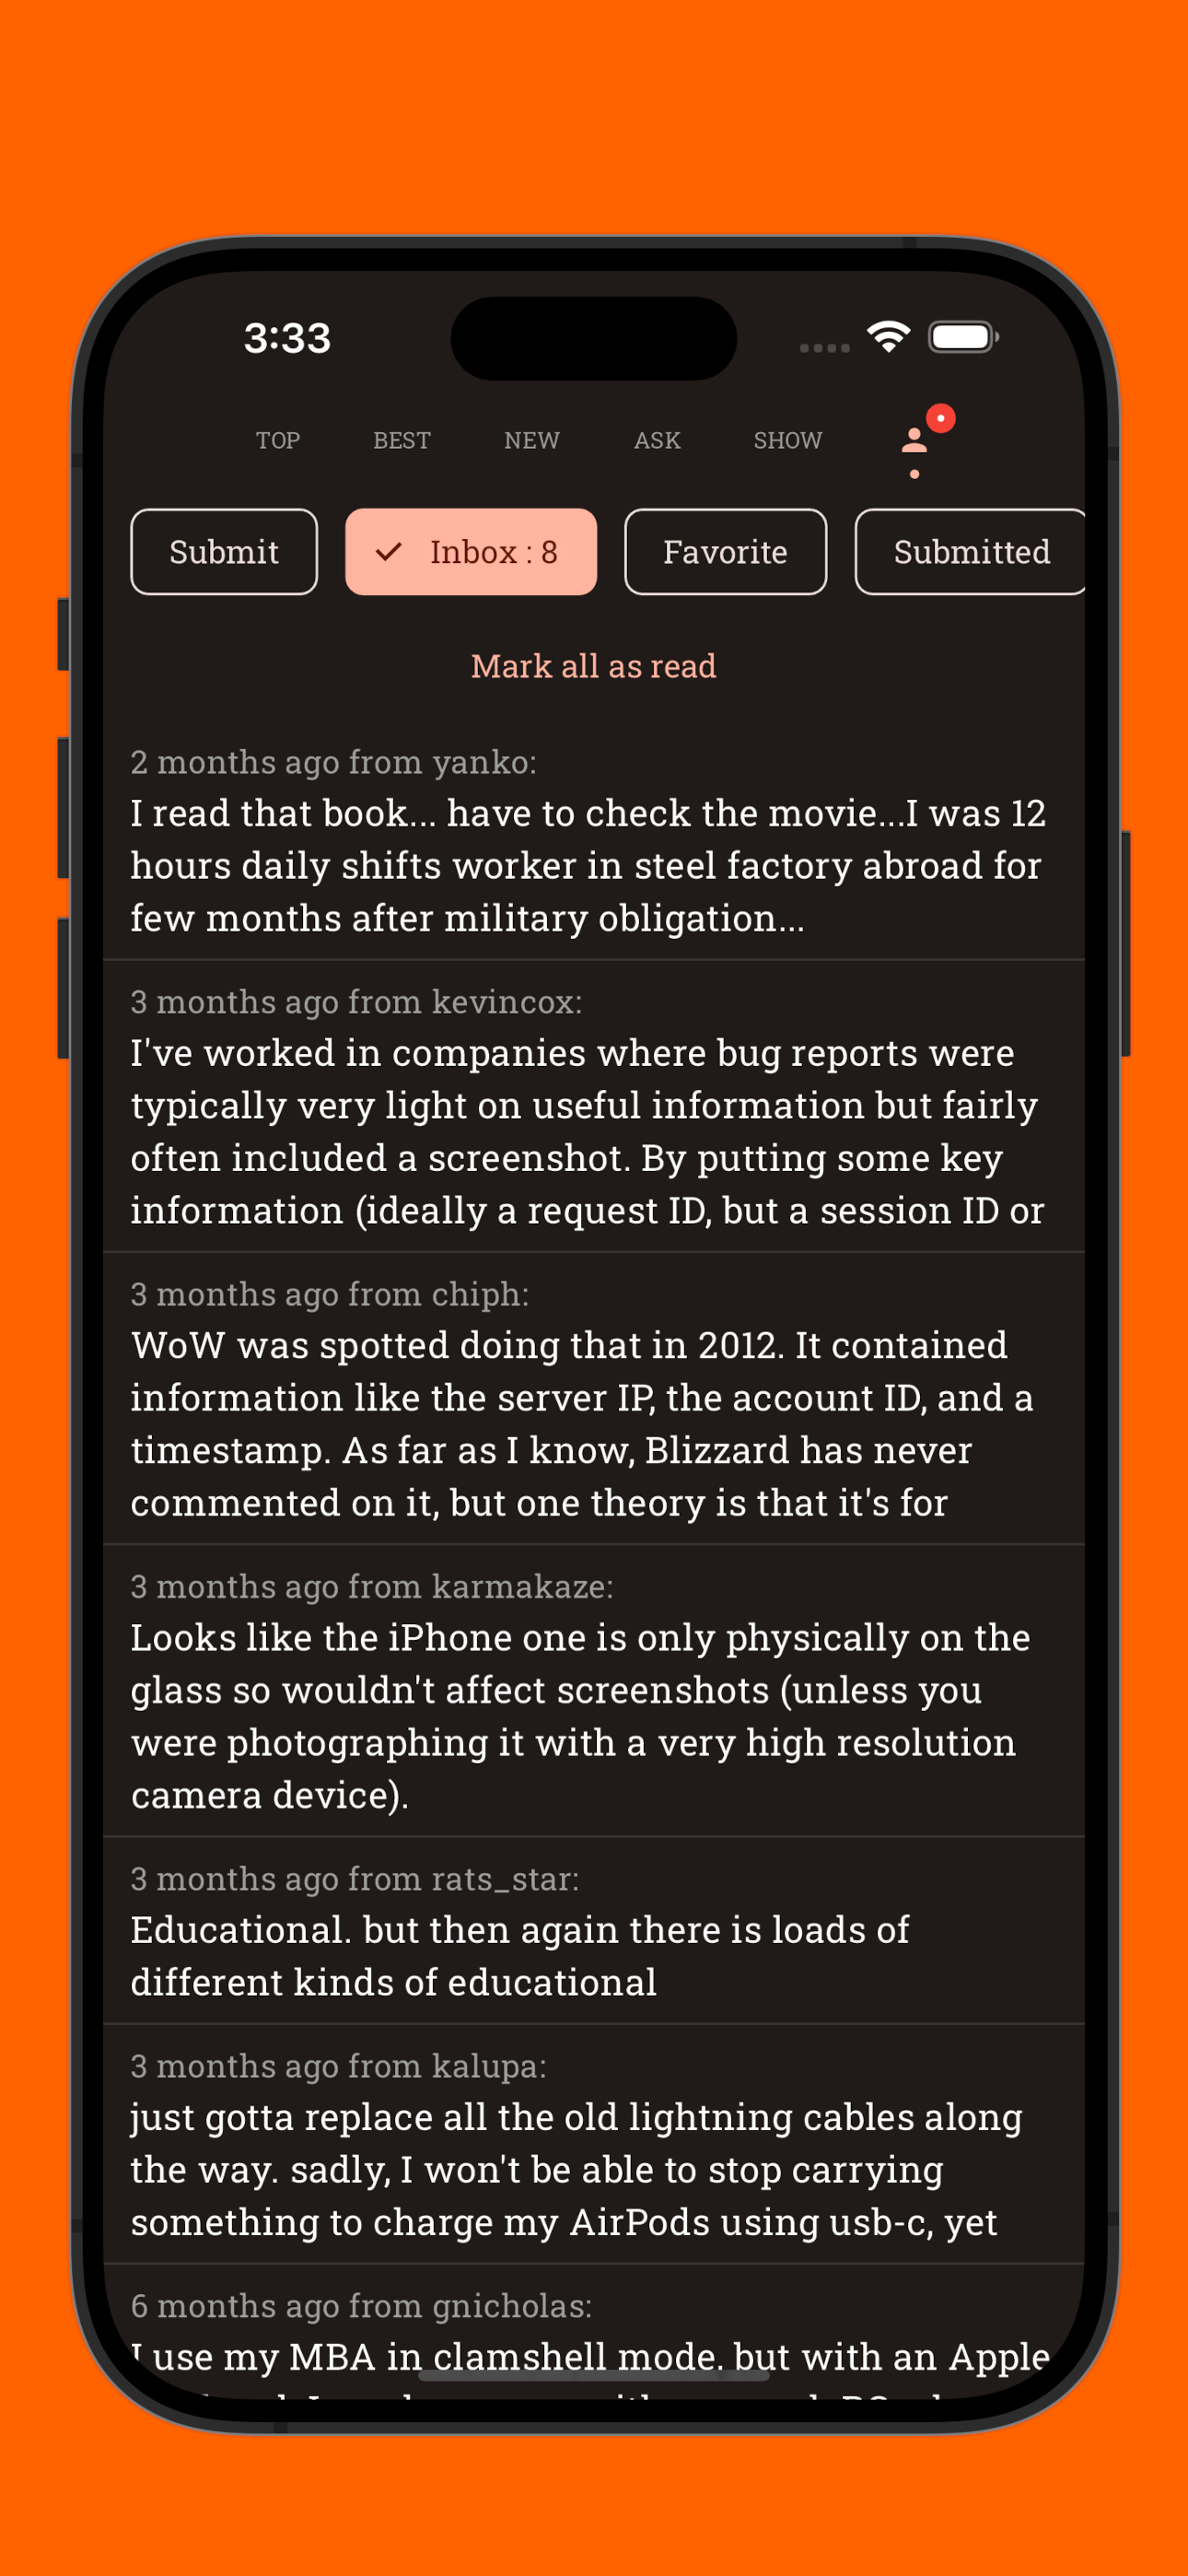 3:33
TOP BEST NEW ASK SHOW
Submit Inbox : 8 Favorite Submitted
Mark all as read
2 months ago from yanko:
I read that book... have to check the movie...I was 12
hours daily shifts worker in steel factory abroad for
few months after military obligation...
3 months ago from kevincox:
I've worked in companies where bug reports were
typically very light on useful information but fairly
often included a screenshot. By putting some key
information (ideally a request ID, but a session ID or
3 months ago from chiph:
WoW was spotted doing that in 2012. It contained
information like the server IP, the account ID, and a
timestamp. As far as I know, Blizzard has never
commented on it, but one theory is that it's for
3 months ago from karmakaze:
Looks like the iPhone one is only physically on the
glass so wouldn't affect screenshots (unless you
were photographing it with a very high resolution
camera device).
3 months ago from rats_star:
Educational. but then again there is loads of
different kinds of educational
3 months ago from kalupa:
just gotta replace all the old lightning cables along
the way. sadly, I won't be able to stop carrying
something to charge my AirPods using usb-c, yet
6 months ago from gnicholas:
I use my MBA in clamshell mode, but with an Apple